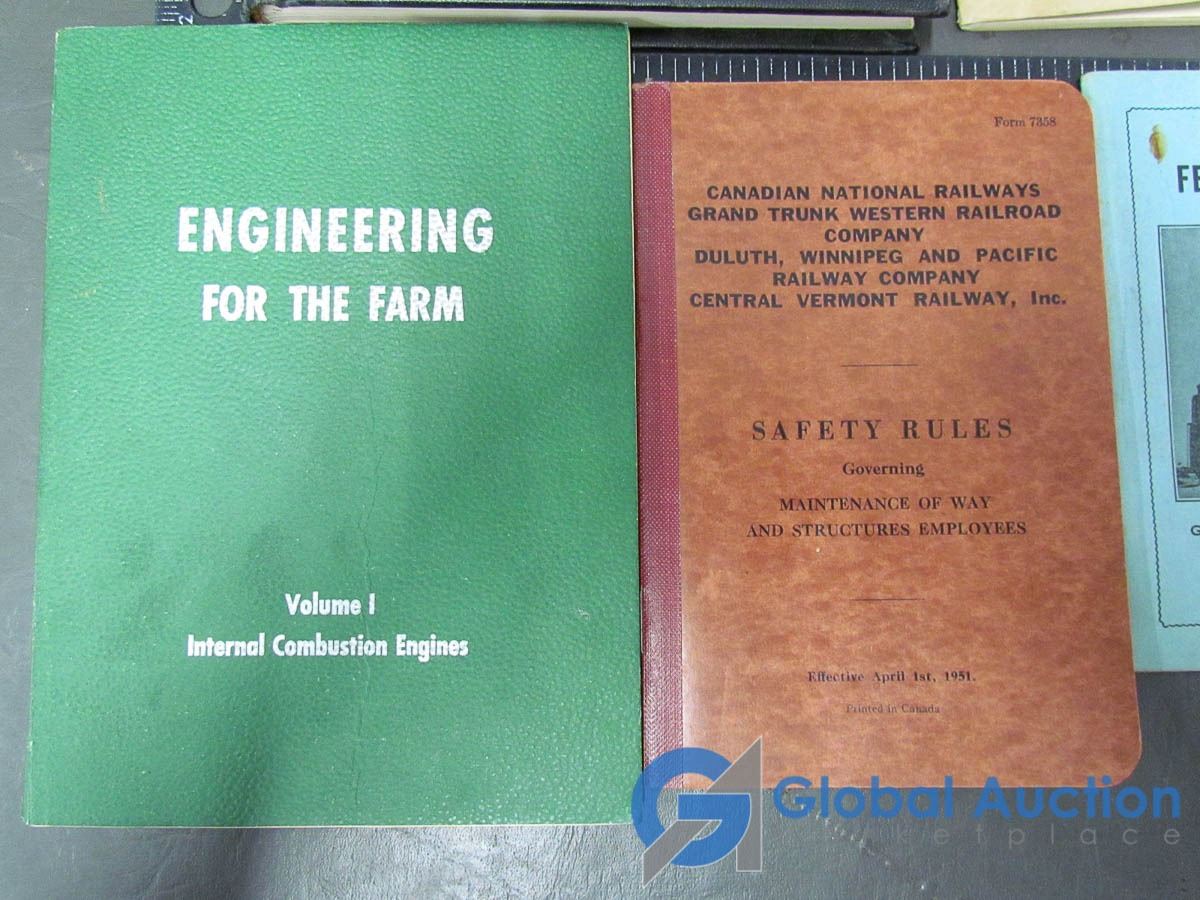 ENGINEERING
FOR THE FARM
Volume I
Internal Combustion Engines
Form 7358
CANADIAN NATIONAL RAILWAYS
GRAND TRUNK WESTERN RAILROAD
COMPANY
DULUTH, WINNIPEG AND PACIFIC
RAILWAY COMPANY
CENTRAL VERMONT RAILWAY, Inc.
SAFETY RULES
Governing
MAINTENANCE OF WAY
AND STRUCTURES EMPLOYEES
Effective April 1st, 1951.
Printed in Canada
FE
G
Global Auction